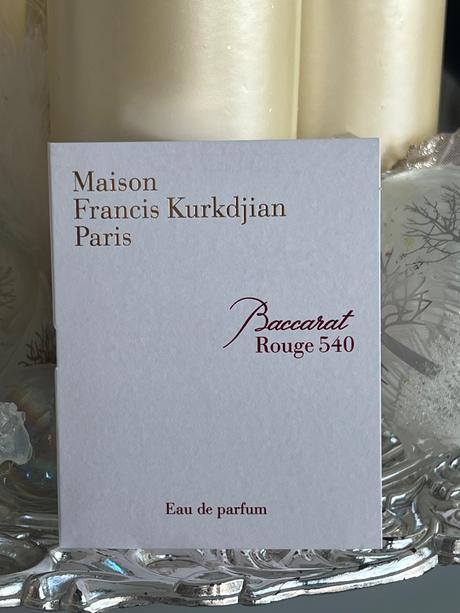 Maison
Francis Kurkdjian
Paris
Baccarat
Rouge 540
Eau de parfum